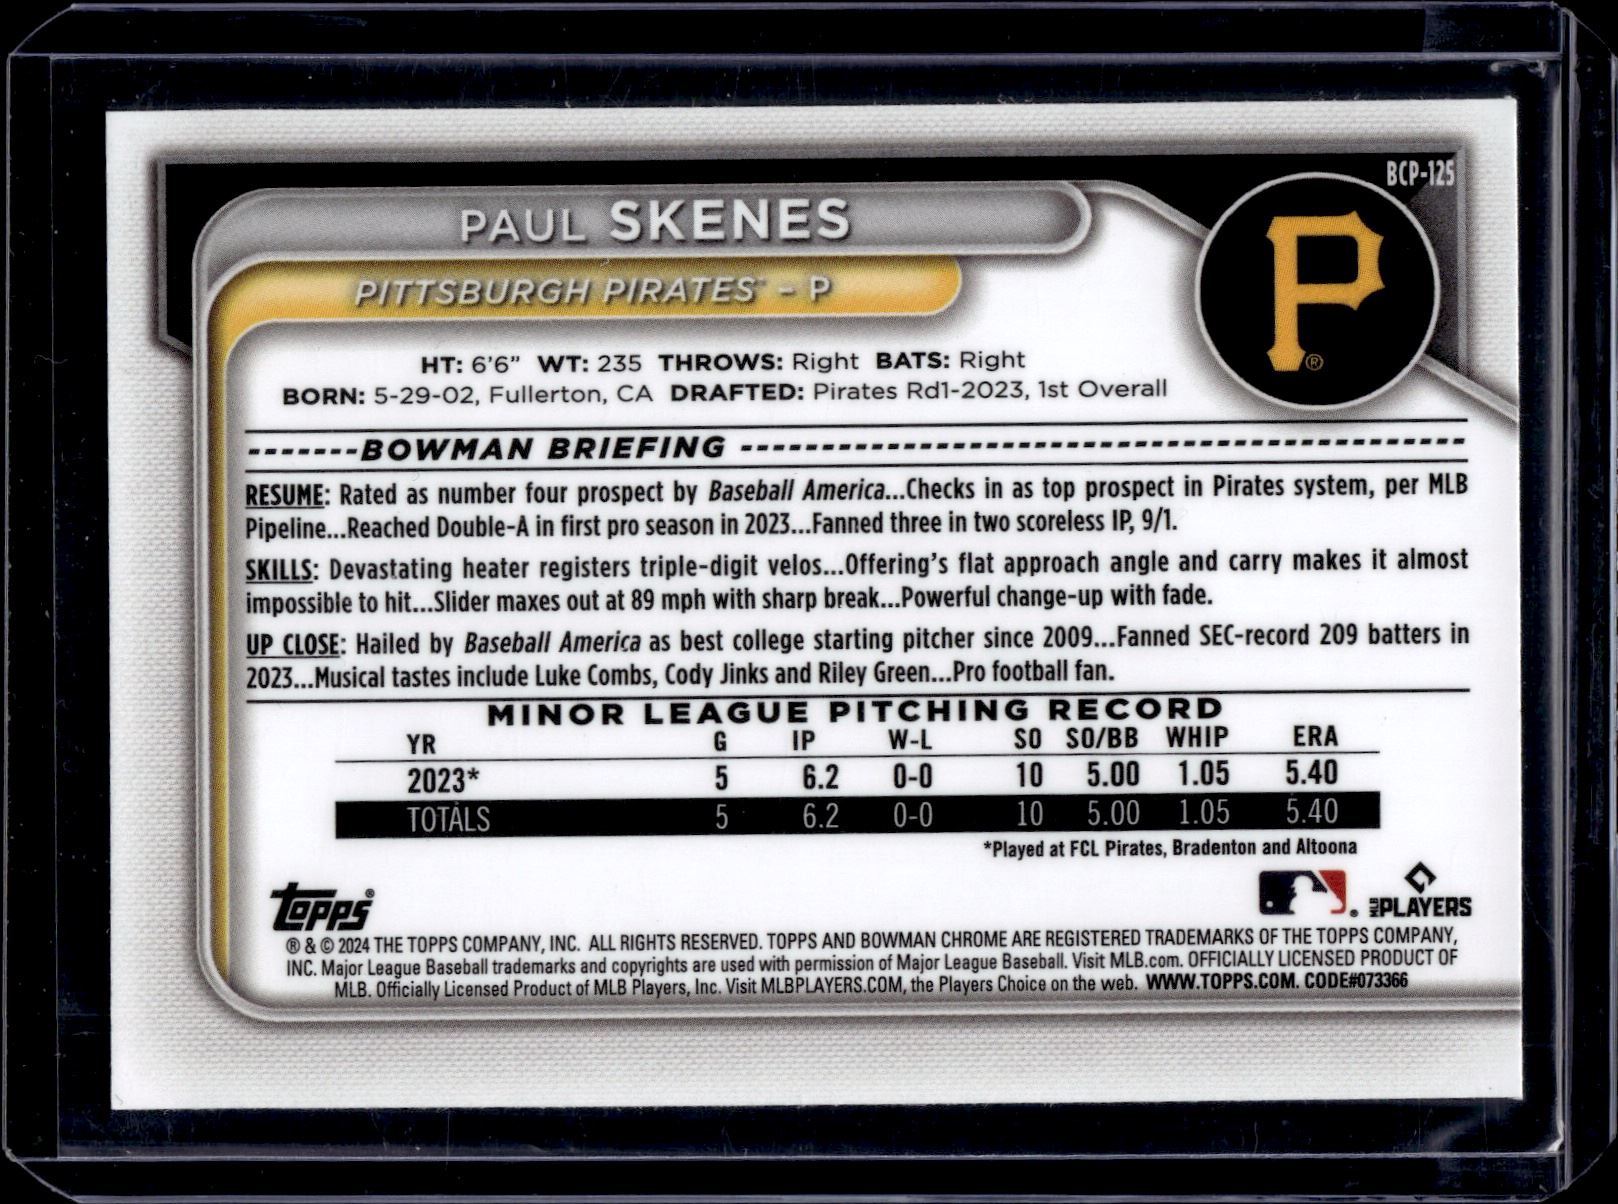 BCP-125
PAUL SKENES
PITTSBURGH PIRATES™ - P
P®
HT: 6'6" WT: 235 THROWS: Right BATS: Right
BORN: 5-29-02, Fullerton, CA DRAFTED: Pirates Rd1-2023, 1st Overall
BOWMAN BRIEFING
RESUME: Rated as number four prospect by Baseball America...Checks in as top prospect in Pirates system, per MLB
Pipeline...Reached Double-A in first pro season in 2023...Fanned three in two scoreless IP, 9/1.
SKILLS: Devastating heater registers triple-digit velos...Offering's flat approach angle and carry makes it almost
impossible to hit...Slider maxes out at 89 mph with sharp break...Powerful change-up with fade.
UP CLOSE: Hailed by Baseball America as best college starting pitcher since 2009...Fanned SEC-record 209 batters in
2023...Musical tastes include Luke Combs, Cody Jinks and Riley Green...Pro football fan.
MINOR LEAGUE PITCHING RECORD
YR G IP W-L SO SO/BB WHIP ERA
2023* 5 6.2 0-0 10 5.00 1.05 5.40
TOTALS 5 6.2 0-0 10 5.00 1.05 5.40
*Played at FCL Pirates, Bradenton and Altoona
Topps®
MLB PLAYERS
® & © 2024 THE TOPPS COMPANY, INC. ALL RIGHTS RESERVED. TOPPS AND BOWMAN CHROME ARE REGISTERED TRADEMARKS OF THE TOPPS COMPANY,
INC. Major League Baseball trademarks and copyrights are used with permission of Major League Baseball. Visit MLB.com. OFFICIALLY LICENSED PRODUCT OF
MLB. Officially Licensed Product of MLB Players, Inc. Visit MLBPLAYERS.COM, the Players Choice on the web. WWW.TOPPS.COM. CODE#073366